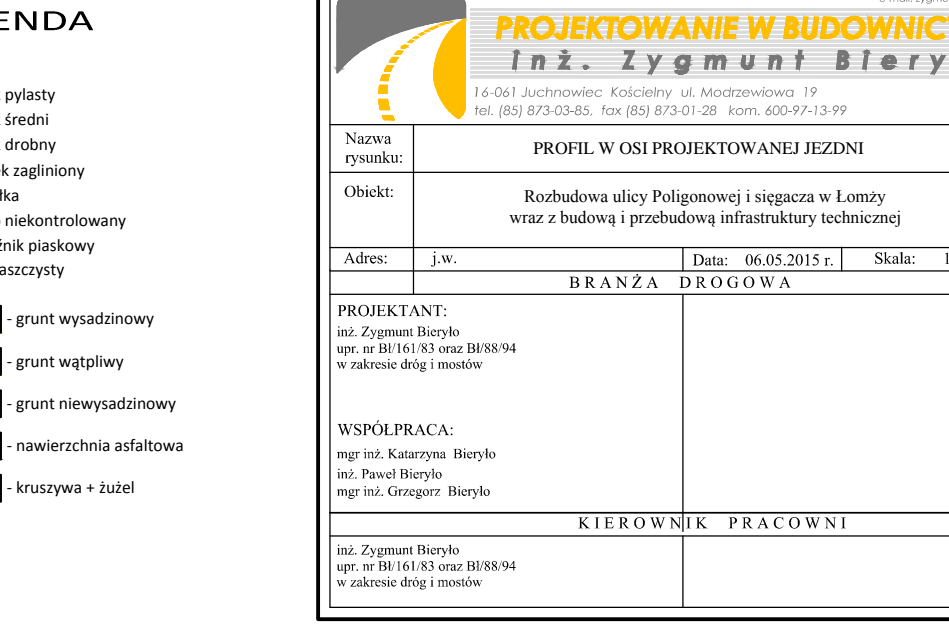 ENDA
pylasty
średni
drobny
zagliniony
niekontrolowany
piaskowy
- grunt wysadzinowy
- grunt wątpliwy
- grunt niewysadzinowy
- nawierzchnia asfaltowa
- kruszywa + żużel
PROJEKTOWANIE W BUDOWNIC
inż. Zygmunt Biery
16-061 Juchnowiec Kościelny ul. Modrzewiowa 19
tel. (85) 873-03-85, fax (85) 873-01-28 kom. 600-97-13-99
Nazwa rysunku: PROFIL W OSI PROJEKTOWANEJ JEZDNI
Obiekt: Rozbudowa ulicy Poligonowej i sięgacza w Łomży
wraz z budową i przebudową infrastruktury technicznej
Adres: j.w. Data: 06.05.2015 r. Skala: 1
BRANŻA DROGOWA
PROJEKTANT:
inż. Zygmunt Bieryło
upr. nr Bł/161/83 oraz Bł/88/94
w zakresie dróg i mostów
WSPÓŁPRACA:
mgr inż. Katarzyna Bieryło
inż. Paweł Bieryło
mgr inż. Grzegorz Bieryło
KIEROWNIK PRACOWNI
inż. Zygmunt Bieryło
upr. nr Bł/161/83 oraz Bł/88/94
w zakresie dróg i mostów